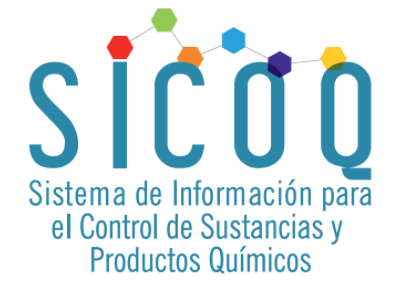 SICOQ
Sistema de Información para
el Control de Sustancias y
Productos Químicos